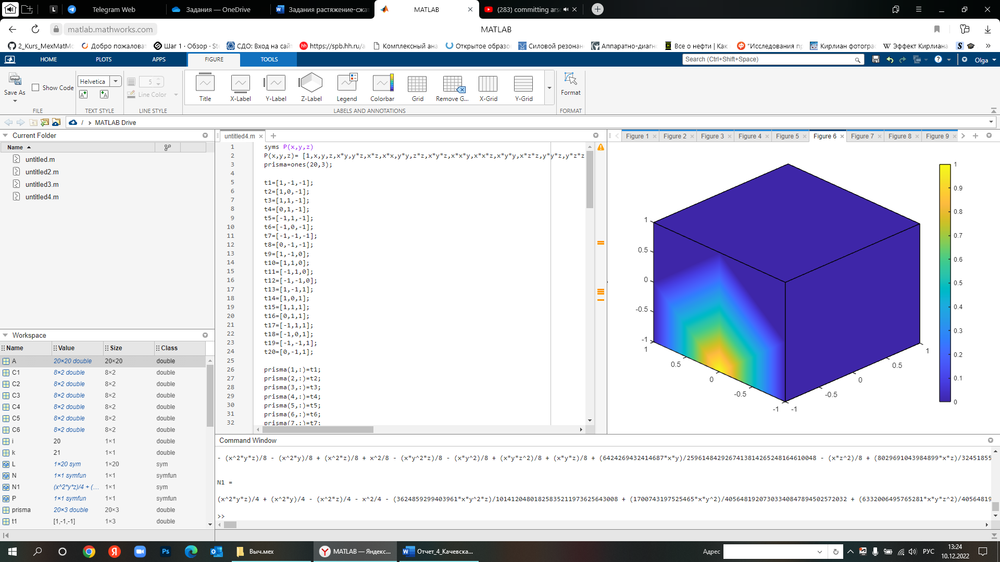 Telegram Web
Задания — OneDrive
Задания растяжение-сжат
MATLAB
(283) committing arso
matlab.mathworks.com
MATLAB
2_Kurs_MexMatMo
Добро пожаловат
Шаг 1 · Обзор · Ste
СДО: Вход на сайт
https://spb.hh.ru/a
Комплексный ана
Открытое образо
Силовой резонан
Аппаратно-диагн
Все о нефти | Как
"Исследования п
Кирлиан фотогра
Эффект Кирлиана
HOME
PLOTS
APPS
FIGURE
TOOLS
Search (Ctrl+Shift+Space)
Olga
Save As
Show Code
Helvetica
5
Line Color
Title
X-Label
Y-Label
Z-Label
Legend
Colorbar
Grid
Remove G...
X-Grid
Y-Grid
Format
FILE
TEXT STYLE
LINE STYLE
LABELS AND ANNOTATIONS
FORMAT
/ › MATLAB Drive
Current Folder
Name
untitled.m
untitled2.m
untitled3.m
untitled4.m
Workspace
Name Value Size Class
A 20×20 double 20×20 double
C1 8×2 double 8×2 double
C2 8×2 double 8×2 double
C3 8×2 double 8×2 double
C4 8×2 double 8×2 double
C5 8×2 double 8×2 double
C6 8×2 double 8×2 double
i 20 1×1 double
k 21 1×1 double
L 1×20 sym 1×20 sym
N 1×1 symfun 1×1 symfun
N1 (x^2*y*z)/4 + (... 1×1 sym
P 1×1 symfun 1×1 symfun
prisma 20×3 double 20×3 double
t1 [1,-1,-1] 1×3 double
untitled4.m
1 syms P(x,y,z)
2 P(x,y,z)= [1,x,y,z,x*y,y*z,x*z,x*x,y*y,z*z,x*y*z,x*x*y,x*x*z,x*y*y,x*z*z,y*y*z,y*z*z
3 prisma=ones(20,3);
4
5 t1=[1,-1,-1];
6 t2=[1,0,-1];
7 t3=[1,1,-1];
8 t4=[0,1,-1];
9 t5=[-1,1,-1];
10 t6=[-1,0,-1];
11 t7=[-1,-1,-1];
12 t8=[0,-1,-1];
13 t9=[1,-1,0];
14 t10=[1,1,0];
15 t11=[-1,1,0];
16 t12=[-1,-1,0];
17 t13=[1,-1,1];
18 t14=[1,0,1];
19 t15=[1,1,1];
20 t16=[0,1,1];
21 t17=[-1,1,1];
22 t18=[-1,0,1];
23 t19=[-1,-1,1];
24 t20=[0,-1,1];
25
26 prisma(1,:)=t1;
27 prisma(2,:)=t2;
28 prisma(3,:)=t3;
29 prisma(4,:)=t4;
30 prisma(5,:)=t5;
31 prisma(6,:)=t6;
32 prisma(7,:)=t7;
Figure 1
Figure 2
Figure 3
Figure 4
Figure 5
Figure 6
Figure 7
Figure 8
Figure 9
1
0.5
0
-0.5
-1
1
0.5
0
-0.5
-1
-1
-0.5
0
0.5
1
1
0.9
0.8
0.7
0.6
0.5
0.4
0.3
0.2
0.1
0
Command Window
- (x^2*y*z)/8 - (x^2*y)/8 + (x^2*z)/8 + x^2/8 - (x*y^2*z)/8 - (x*y^2)/8 + (x*y*z^2)/8 + (x*y*z)/8 + (6424269432414687*x*y)/2596148429267413814265248164610048 - (x*z^2)/8 + (8029691043984899*x*z)/32451855
N1 =
(x^2*y*z)/4 + (x^2*y)/4 - (x^2*z)/4 - x^2/4 - (3624859299403961*x*y^2*z)/10141204801825835211973625643008 + (1700743197525465*x*y^2)/40564819207303340847894502572032 + (6332006495765281*x*y*z^2)/40564819
>>
Выч.мех
MATLAB — Яндекс...
Отчет_4_Качевска...
Адрес
РУС
13:24
10.12.2022